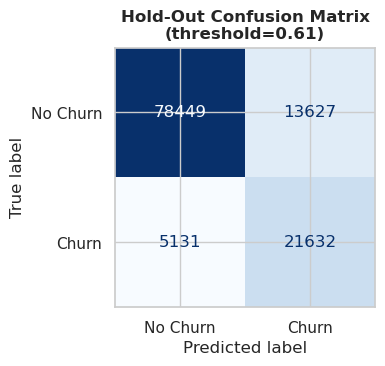 Hold-Out Confusion Matrix
(threshold=0.61)
No Churn
78449 13627
Churn
5131 21632
True label
No Churn Churn
Predicted label